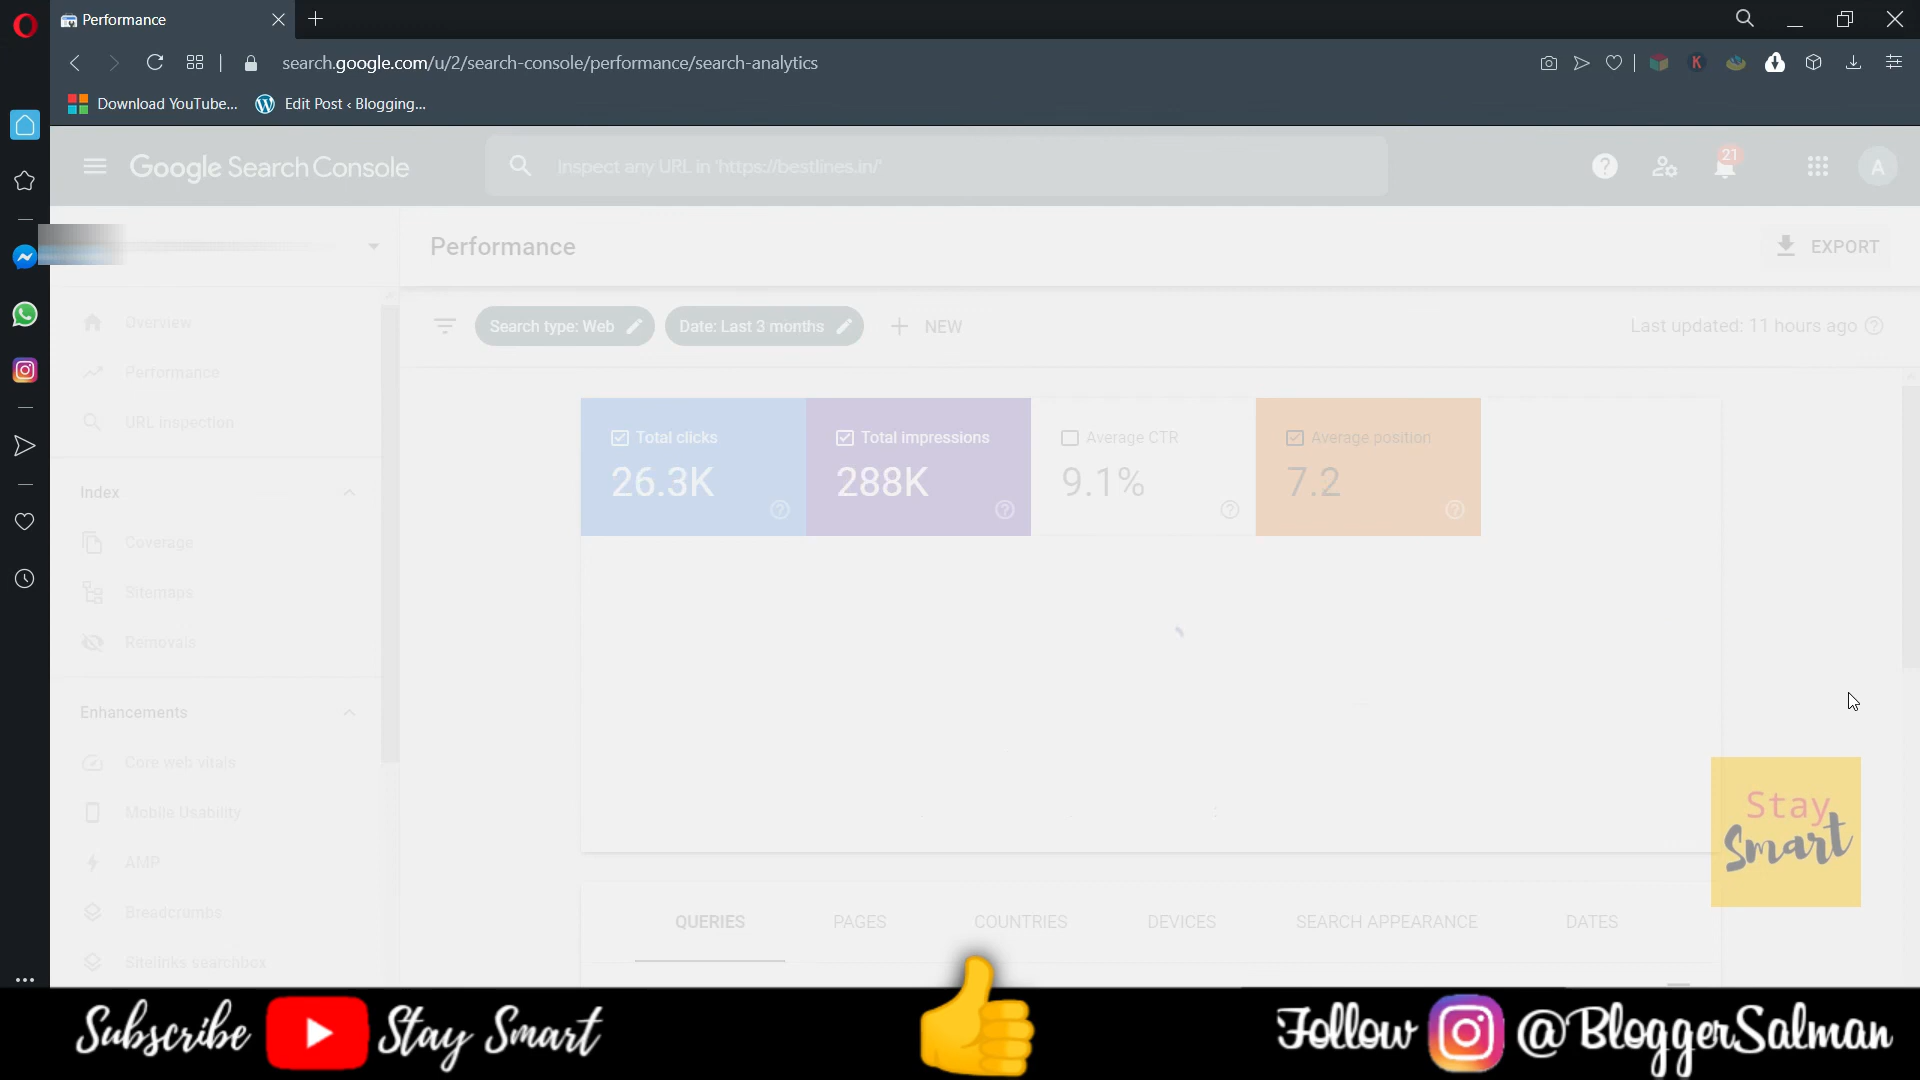 Performance
search.google.com/u/2/search-console/performance/search-analytics
K
Download YouTube...
Edit Post ‹ Blogging...
Google Search Console
Inspect any URL in 'https://bestlines.in/'
21
A
Performance
EXPORT
Overview
Performance
URL inspection
Search type: Web
Date: Last 3 months
NEW
Last updated: 11 hours ago
Total clicks
26.3K
Total impressions
288K
Average CTR
9.1%
Average position
7.2
Index
Coverage
Sitemaps
Removals
Enhancements
Core web vitals
Mobile Usability
AMP
Breadcrumbs
Sitelinks searchbox
QUERIES
PAGES
COUNTRIES
DEVICES
SEARCH APPEARANCE
DATES
Stay
Smart
Subscribe
Stay Smart
Follow
@BloggerSalman